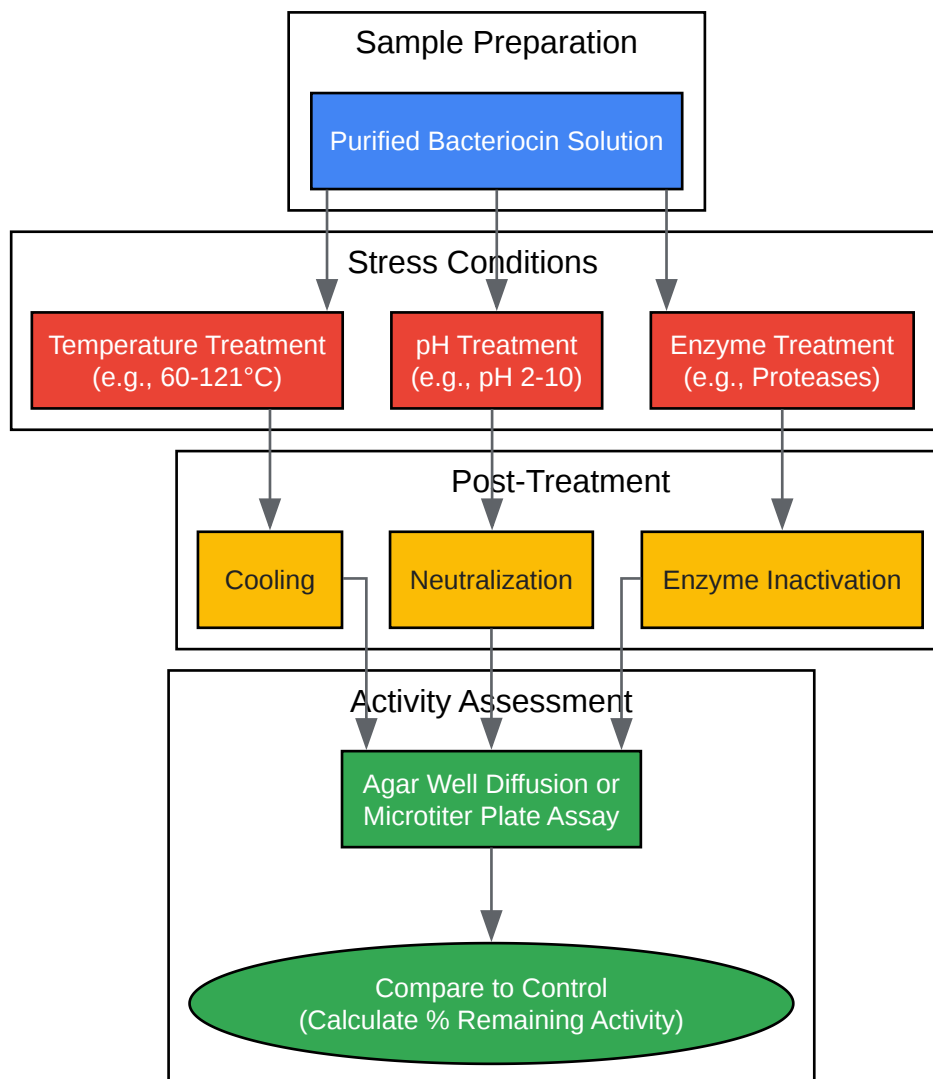 Sample Preparation
Purified Bacteriocin Solution
Stress Conditions
Temperature Treatment
(e.g., 60-121°C)
pH Treatment
(e.g., pH 2-10)
Enzyme Treatment
(e.g., Proteases)
Post-Treatment
Cooling
Neutralization
Enzyme Inactivation
Activity Assessment
Agar Well Diffusion or
Microtiter Plate Assay
Compare to Control
(Calculate % Remaining Activity)